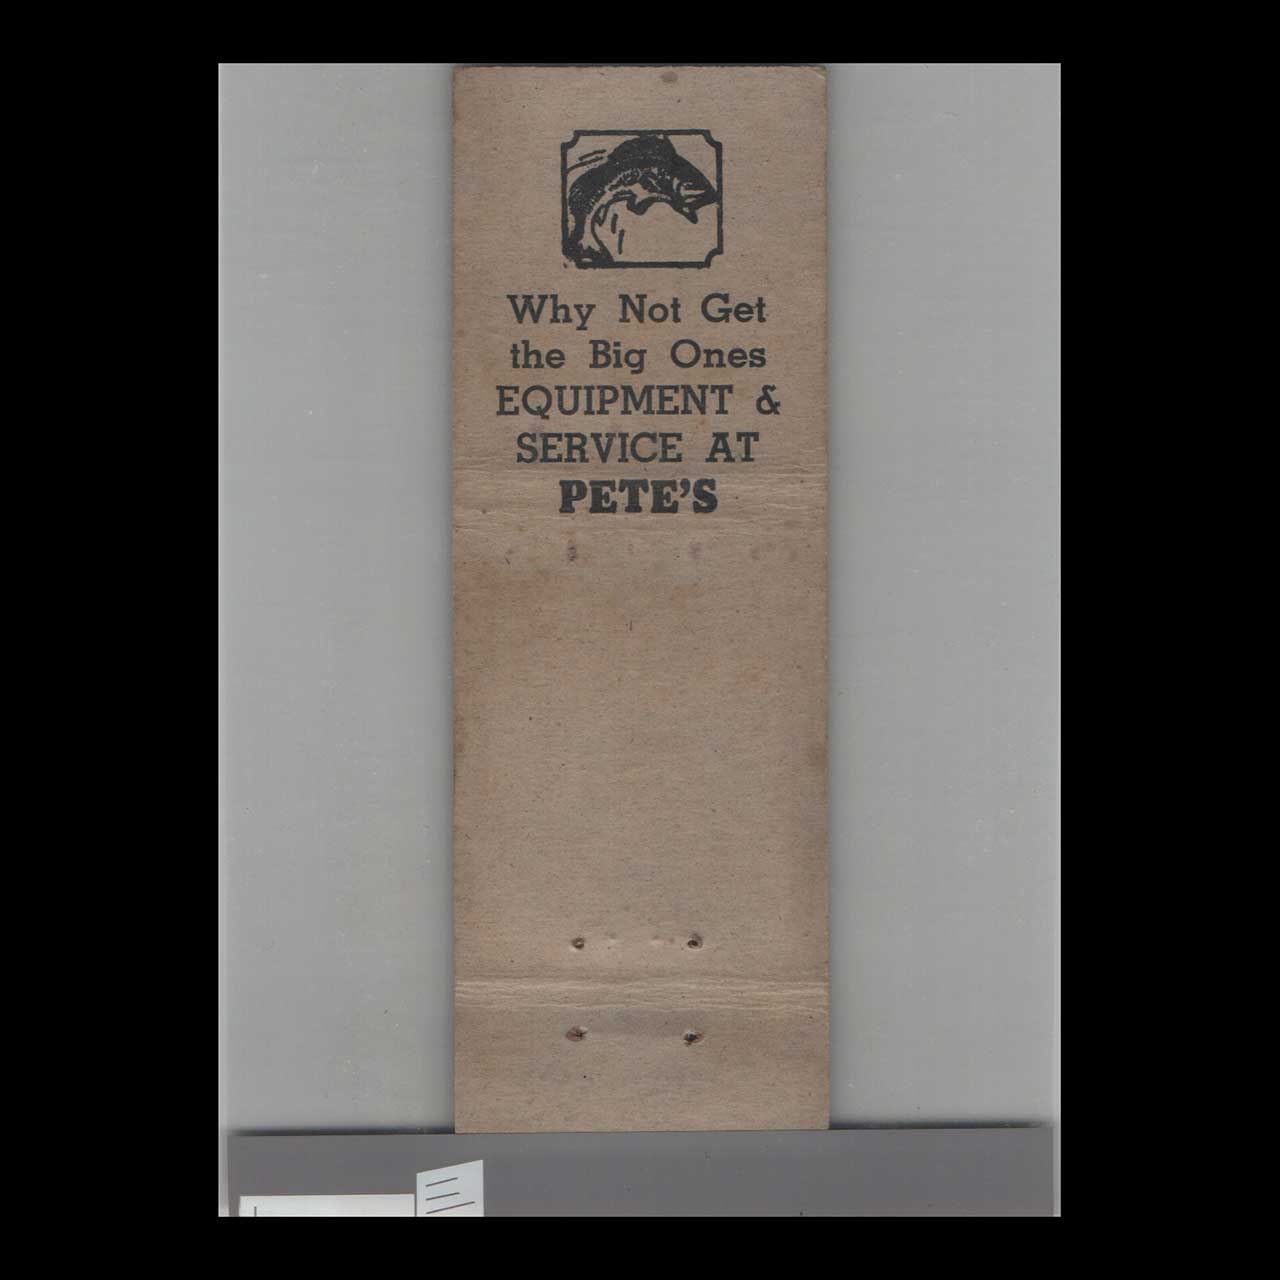 Why Not Get
the Big Ones
EQUIPMENT &
SERVICE AT
PETE'S